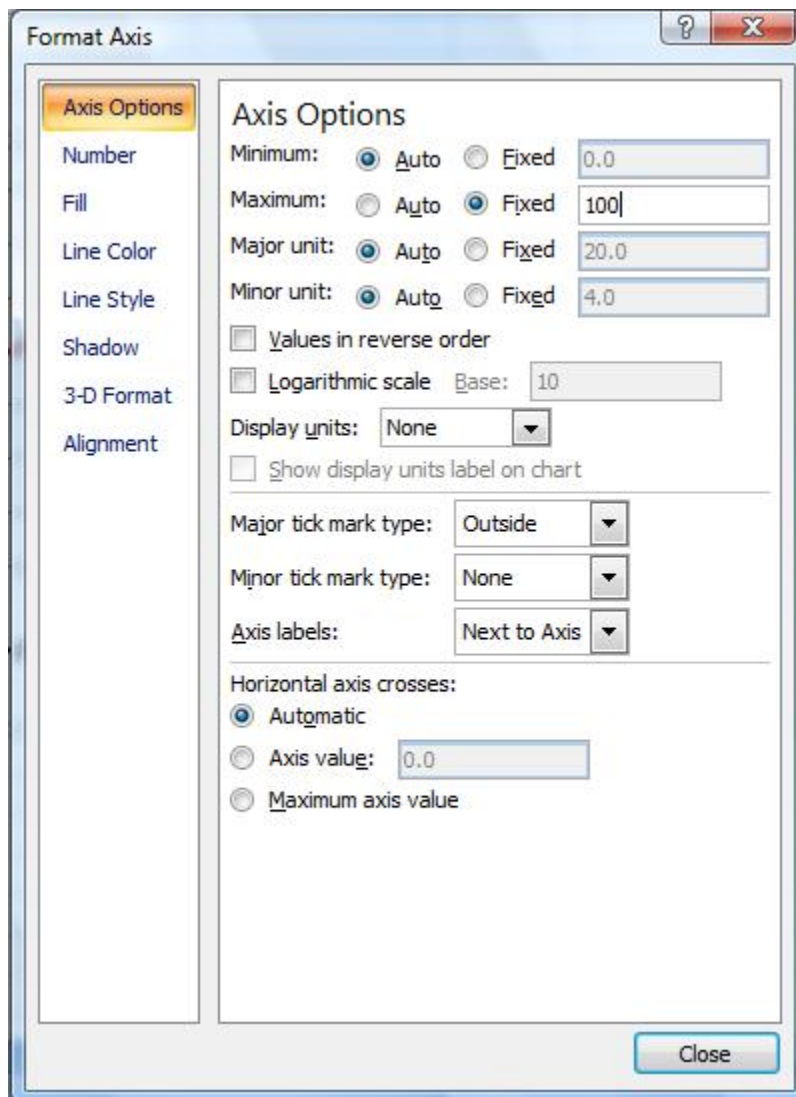 Format Axis
?
X
Axis Options
Number
Fill
Line Color
Line Style
Shadow
3-D Format
Alignment
Axis Options
Minimum: Auto Fixed 0.0
Maximum: Auto Fixed 100
Major unit: Auto Fixed 20.0
Minor unit: Auto Fixed 4.0
Values in reverse order
Logarithmic scale Base: 10
Display units: None
Show display units label on chart
Major tick mark type: Outside
Minor tick mark type: None
Axis labels: Next to Axis
Horizontal axis crosses:
Automatic
Axis value: 0.0
Maximum axis value
Close